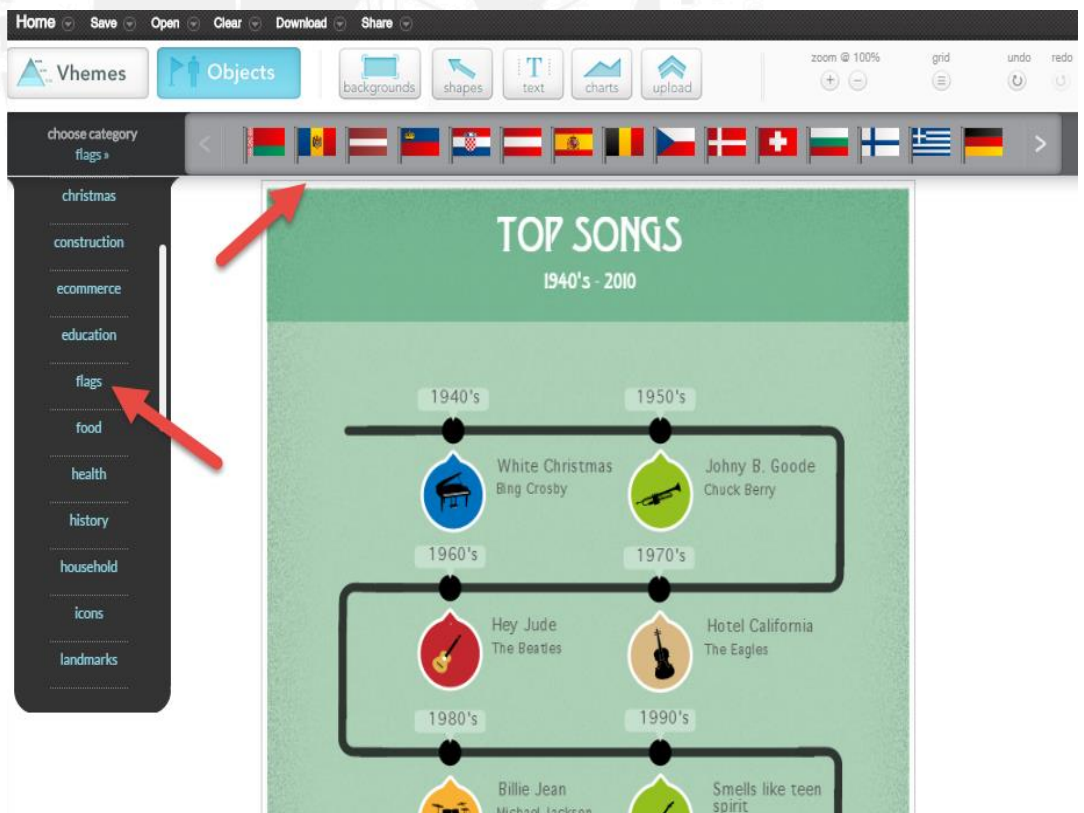 Home Save Open Clear Download Share
Vhemes
Objects
backgrounds
shapes
text
charts
upload
zoom @ 100%
grid
undo
redo
choose category
flags »
christmas
construction
ecommerce
education
flags
food
health
history
household
icons
landmarks
TOP SONGS
1940's - 2010
1940's
1950's
White Christmas
Bing Crosby
Johny B. Goode
Chuck Berry
1960's
1970's
Hey Jude
The Beatles
Hotel California
The Eagles
1980's
1990's
Billie Jean
Michael Jackson
Smells like teen
spirit